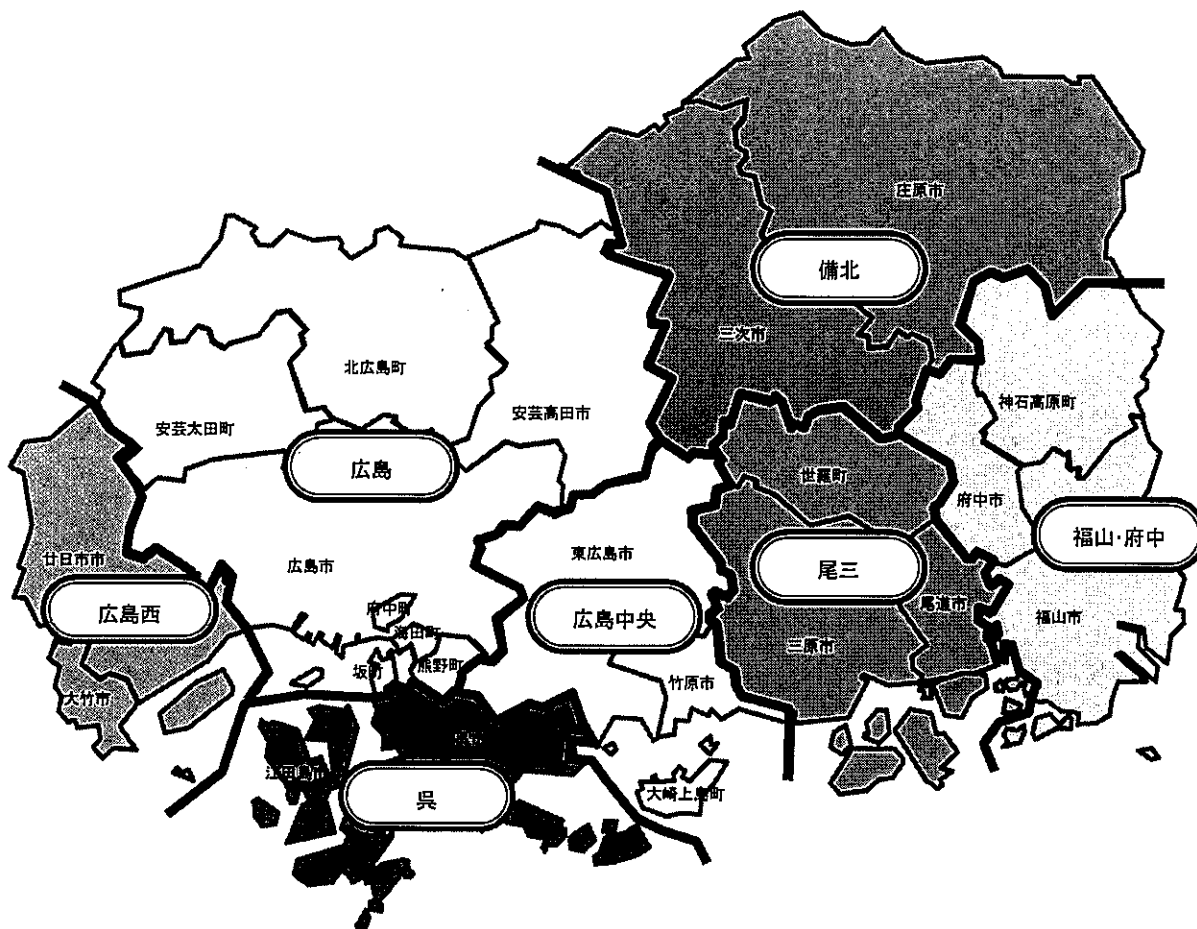 庄原市
備北
三次市
北広島町
安芸高田市
安芸太田町
神石高原町
広島
世羅町
府中市
福山・府中
廿日市市
広島市
東広島市
尾三
広島西
府中町
広島中央
尾道市
福山市
海田町
三原市
坂町
熊野町
竹原市
大竹市
江田島市
呉
大崎上島町